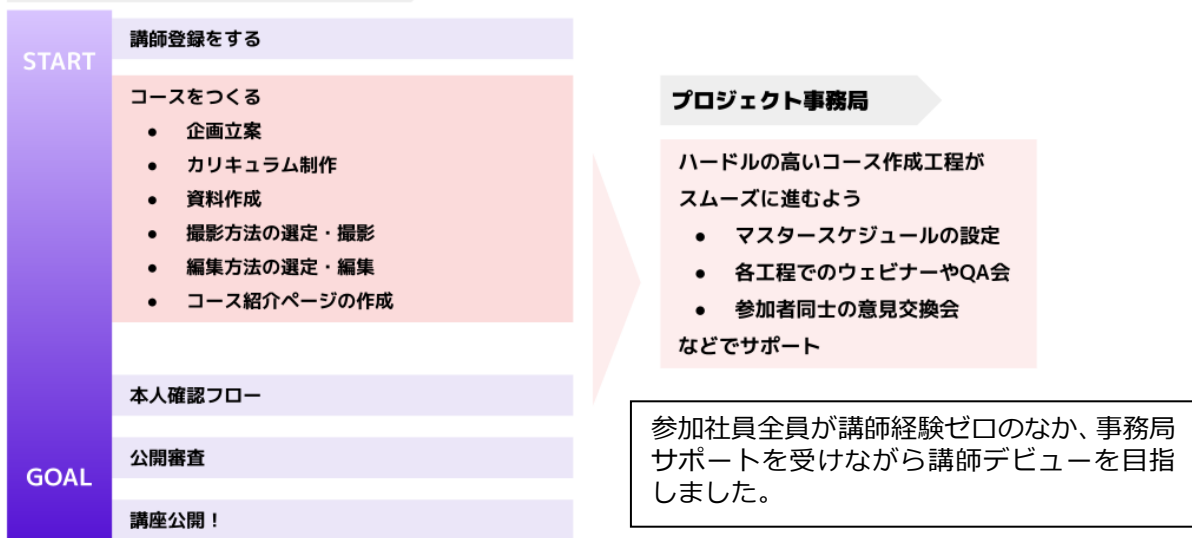 START
講師登録をする
コースをつくる
● 企画立案
● カリキュラム制作
● 資料作成
● 撮影方法の選定・撮影
● 編集方法の選定・編集
● コース紹介ページの作成
本人確認フロー
公開審査
GOAL
講座公開！
プロジェクト事務局
ハードルの高いコース作成工程が
スムーズに進むよう
● マスタースケジュールの設定
● 各工程でのウェビナーやQA会
● 参加者同士の意見交換会
などでサポート
参加社員全員が講師経験ゼロのなか、事務局
サポートを受けながら講師デビューを目指
しました。